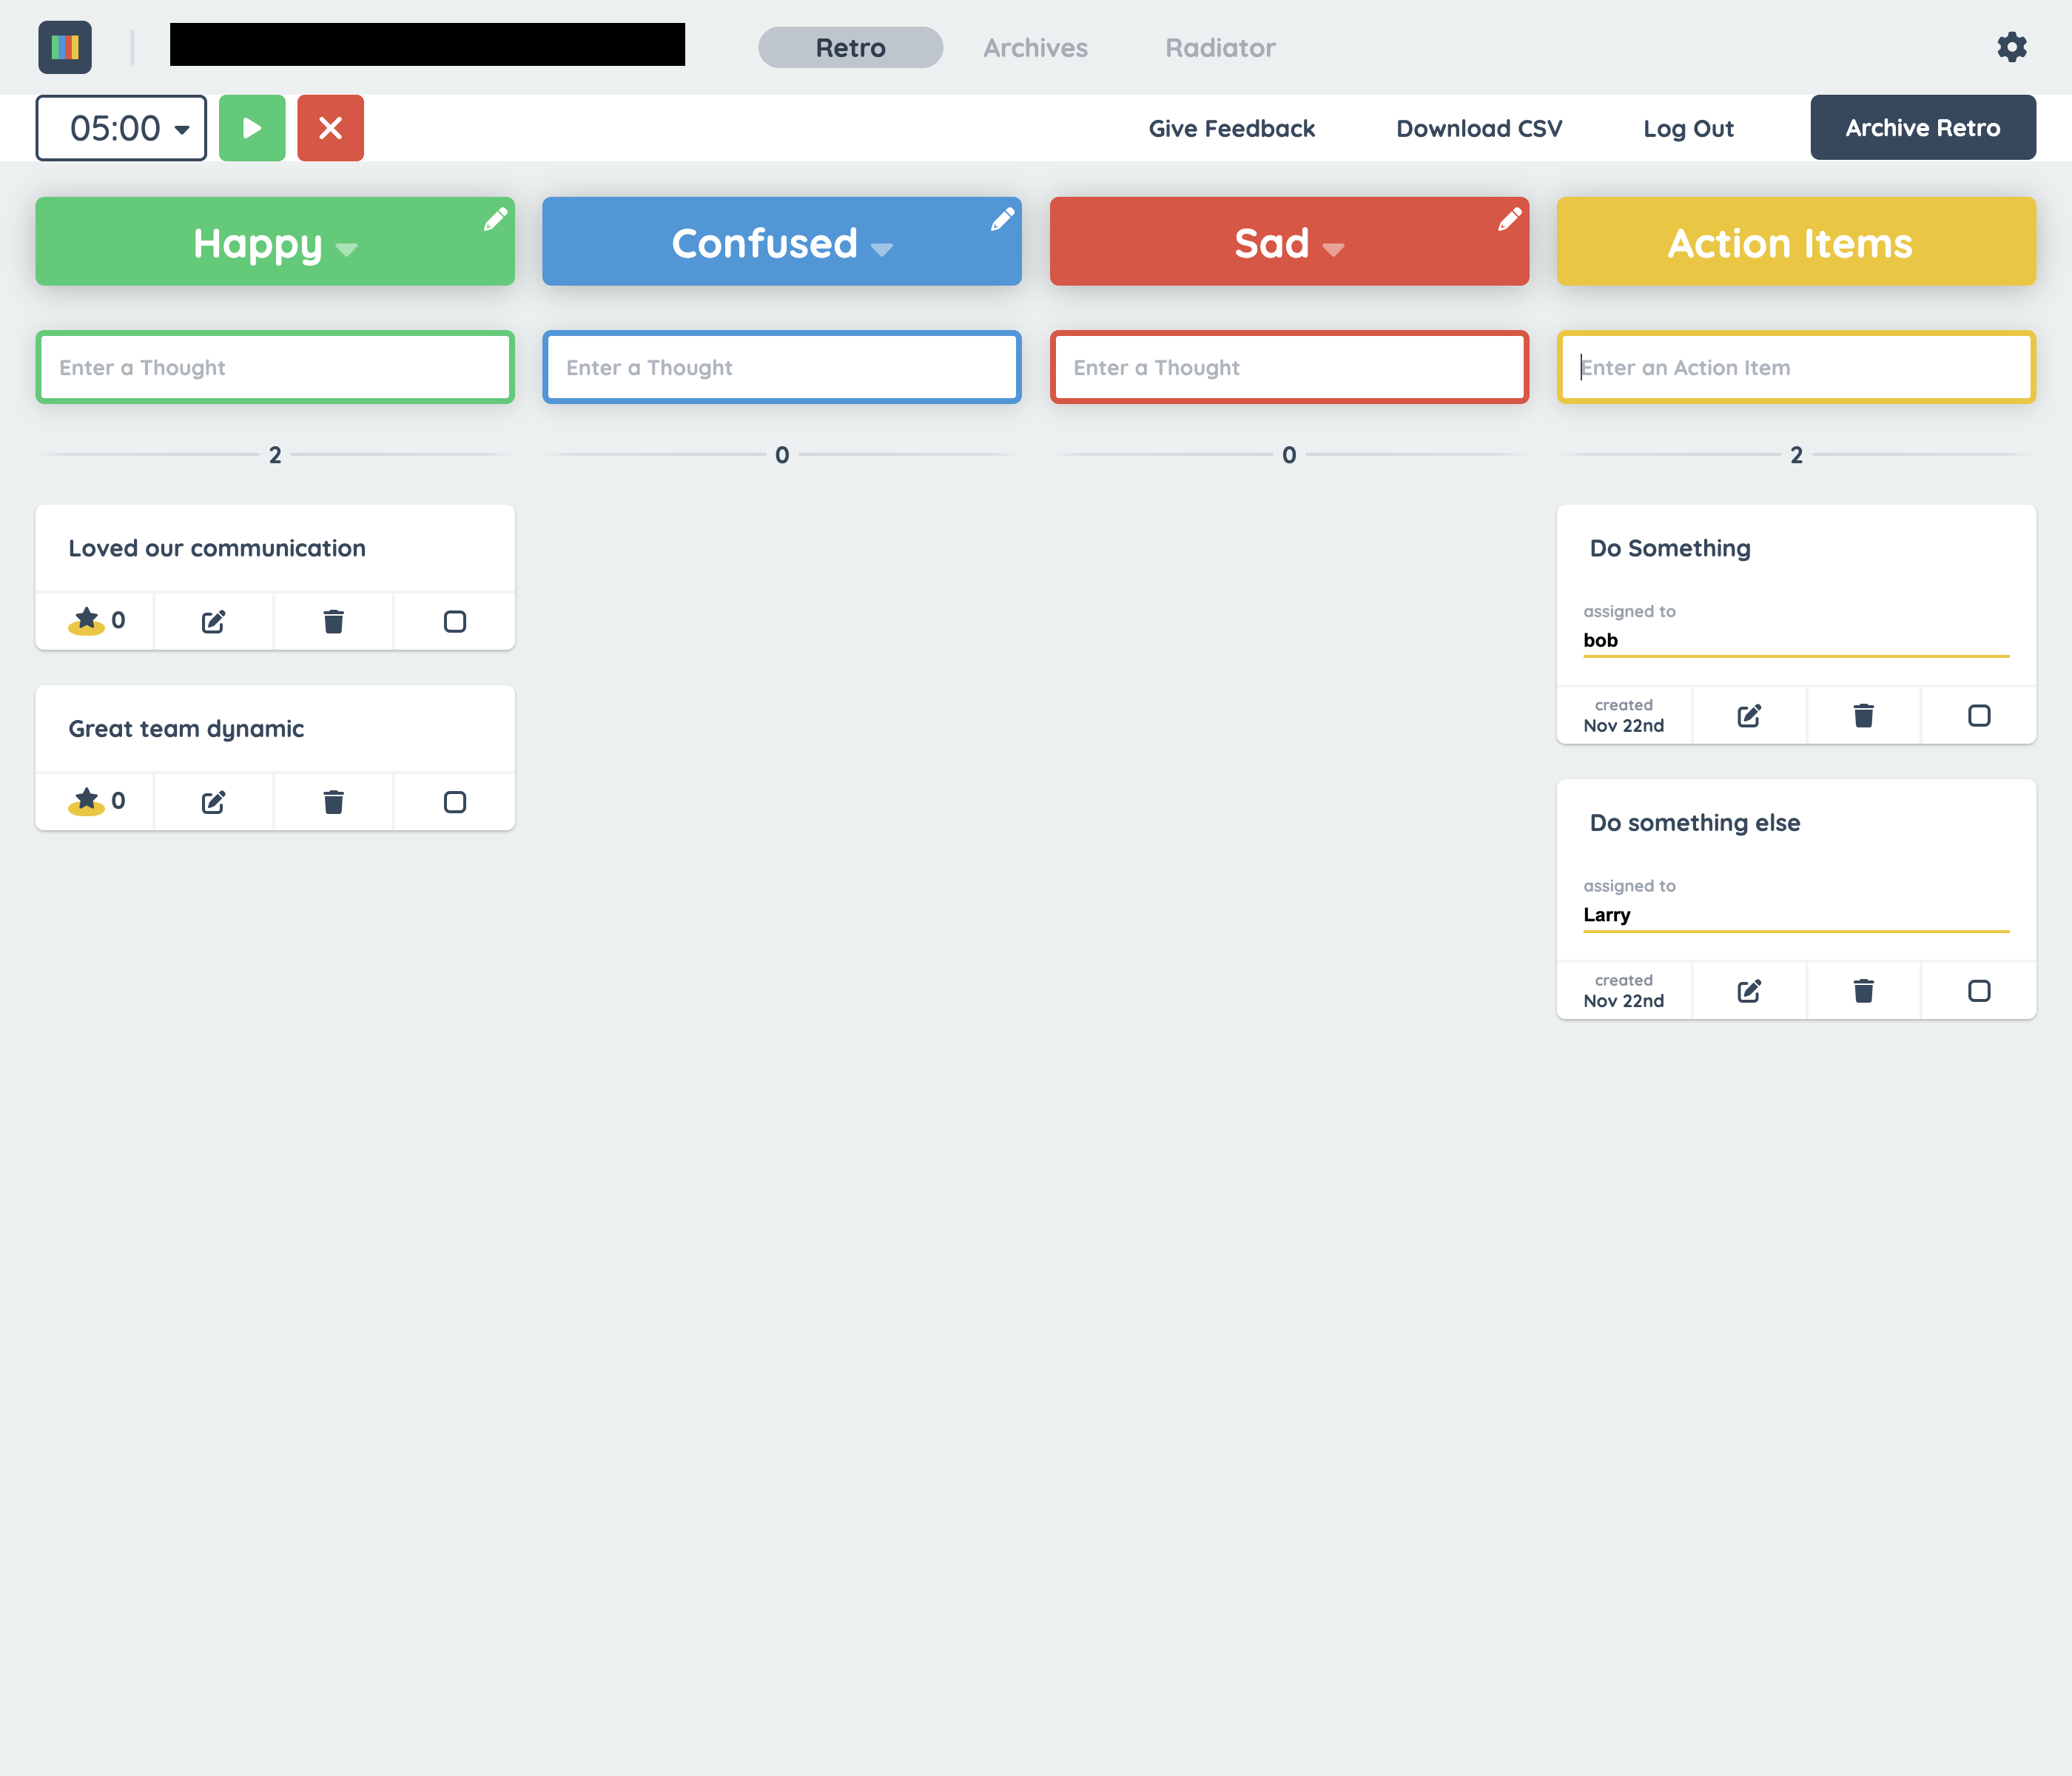 Retro
Archives
Radiator
05:00
Give Feedback
Download CSV
Log Out
Archive Retro
Happy
Confused
Sad
Action Items
Enter a Thought
Enter a Thought
Enter a Thought
Enter an Action Item
2
0
0
2
Loved our communication
0
Great team dynamic
0
Do Something
assigned to
bob
created
Nov 22nd
Do something else
assigned to
Larry
created
Nov 22nd